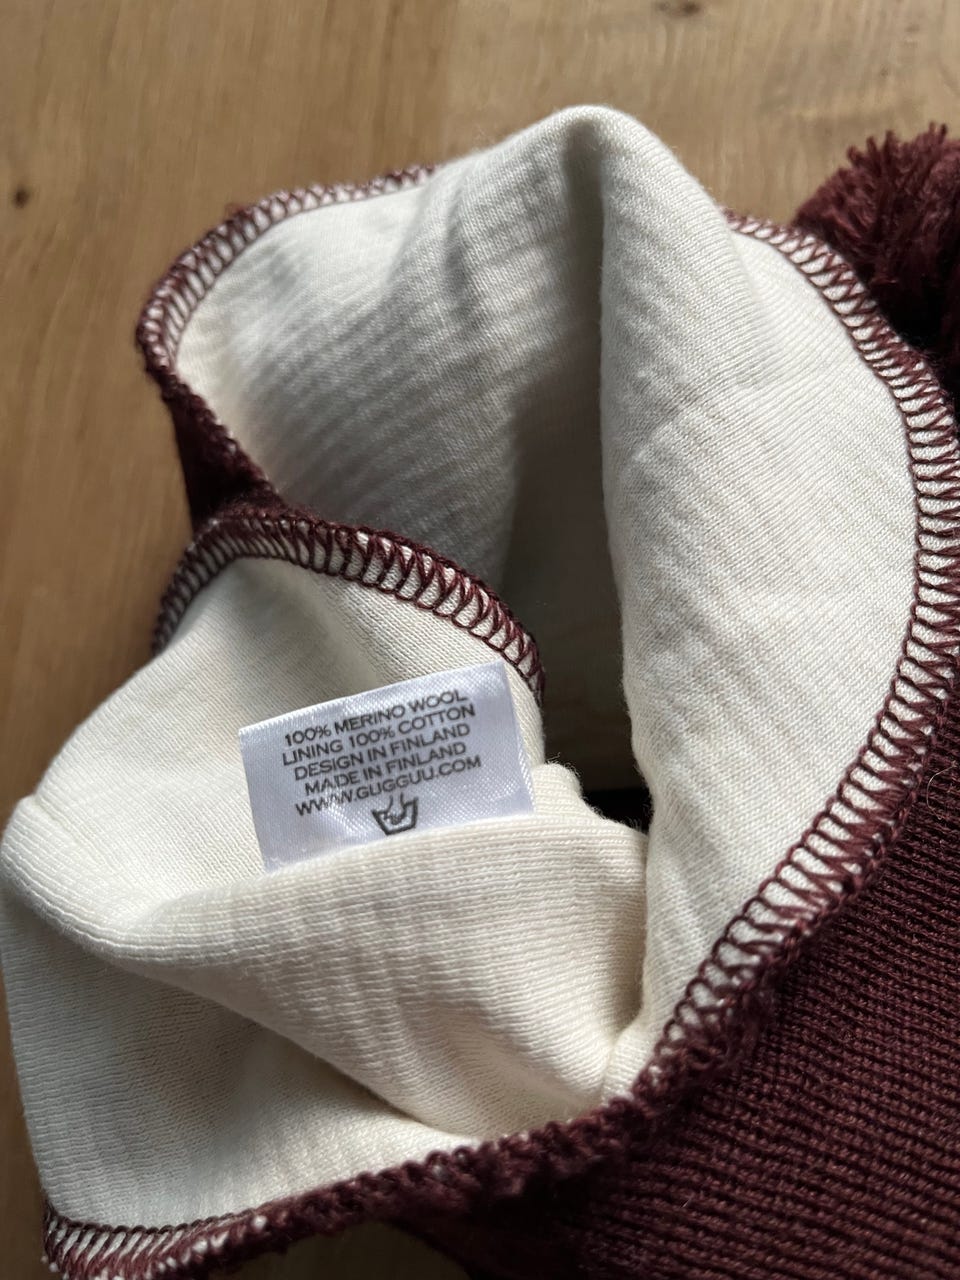 100% MERINO WOOL
LINING 100% COTTON
DESIGN IN FINLAND
MADE IN FINLAND
WWW.GUGGUU.COM